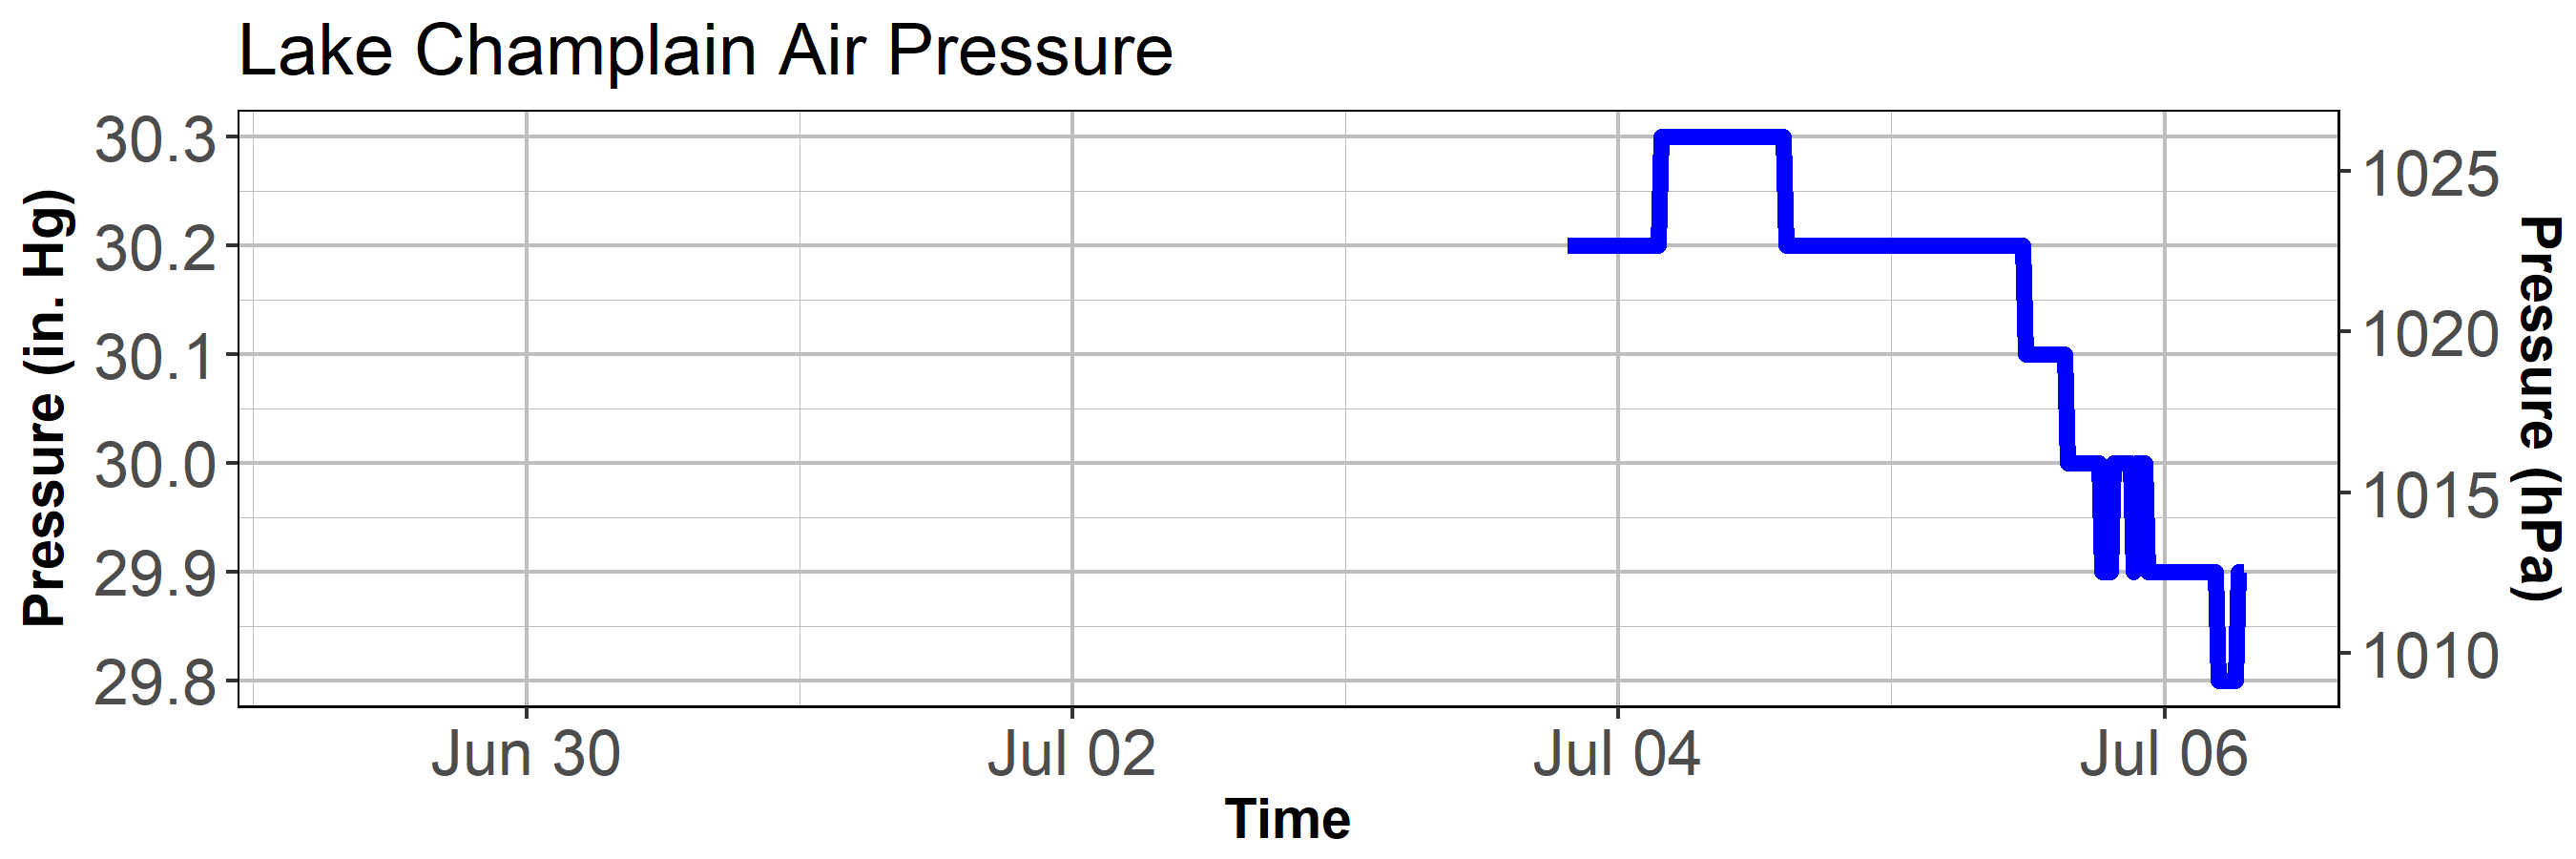 Lake Champlain Air Pressure
Pressure (in. Hg)
30.3
30.2
30.1
30.0
29.9
29.8
1025
1020
1015
1010
Pressure (hPa)
Jun 30
Jul 02
Jul 04
Jul 06
Time